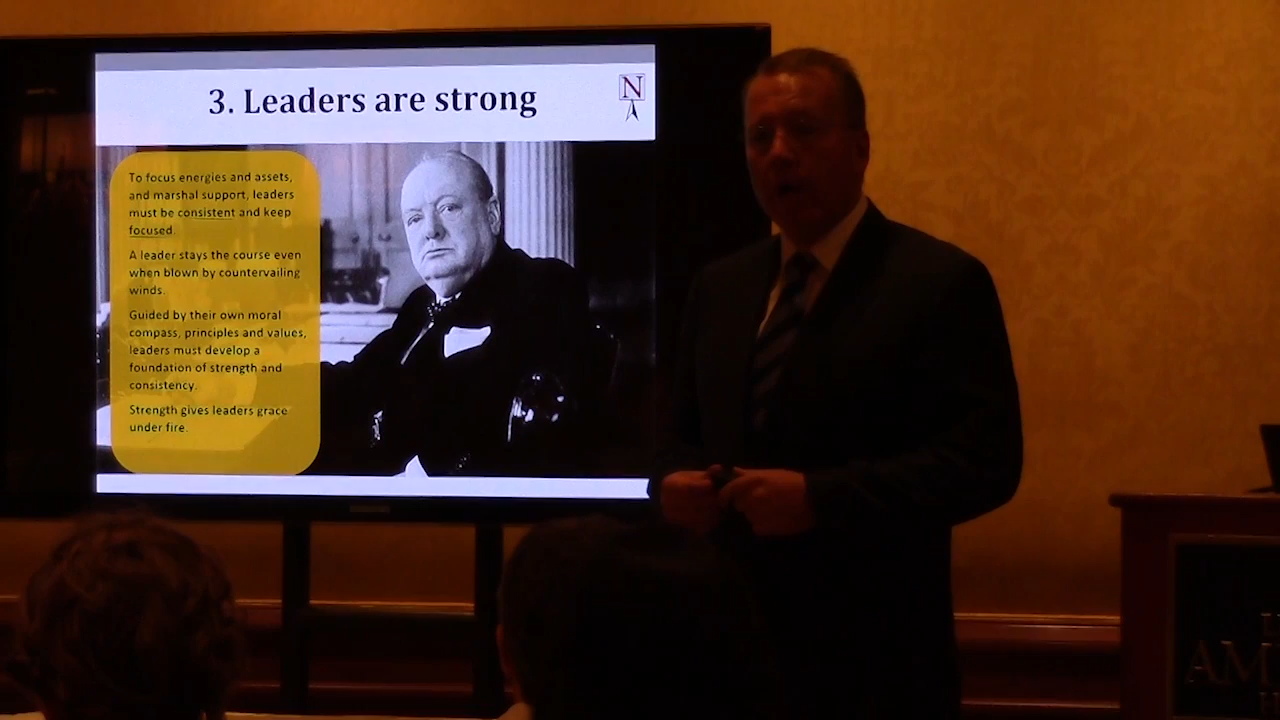 3. Leaders are strong
N
To focus energies and assets,
and marshal support, leaders
must be consistent and keep
focused.
A leader stays the course even
when blown by countervailing
winds.
Guided by their own moral
compass, principles and values,
leaders must develop a
foundation of strength and
consistency.
Strength gives leaders grace
under fire.
AM